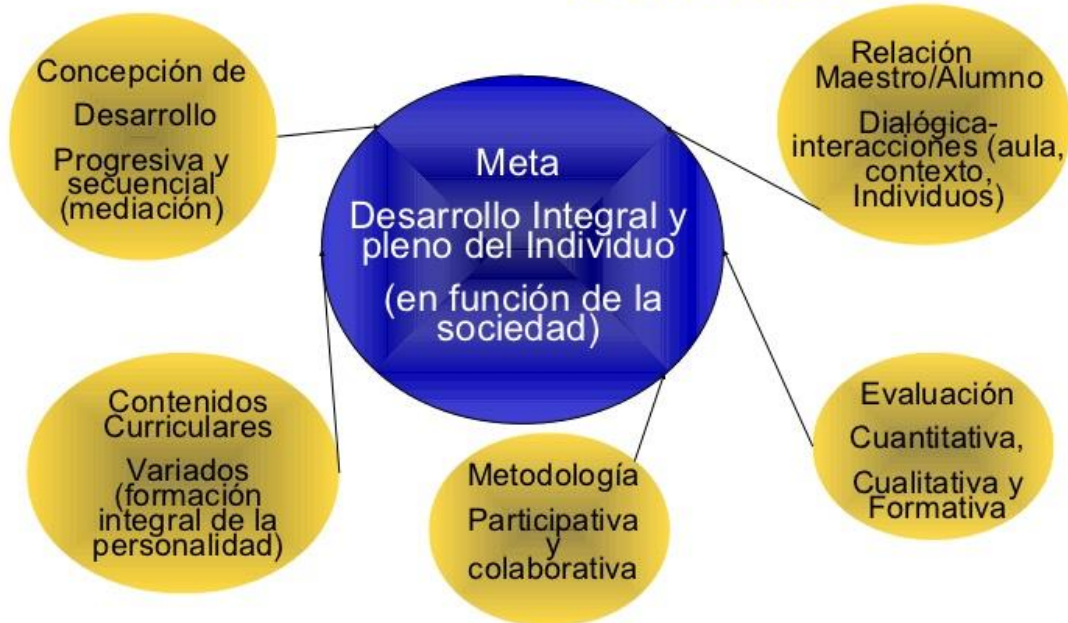 Concepción de
Desarrollo
Progresiva y
secuencial
(mediación)
Meta
Desarrollo Integral y
pleno del Individuo
(en función de la
sociedad)
Relación
Maestro/Alumno
Dialógica-
interacciones (aula,
contexto,
Individuos)
Contenidos
Curriculares
Variados
(formación
integral de la
personalidad)
Metodología
Participativa
y
colaborativa
Evaluación
Cuantitativa,
Cualitativa y
Formativa